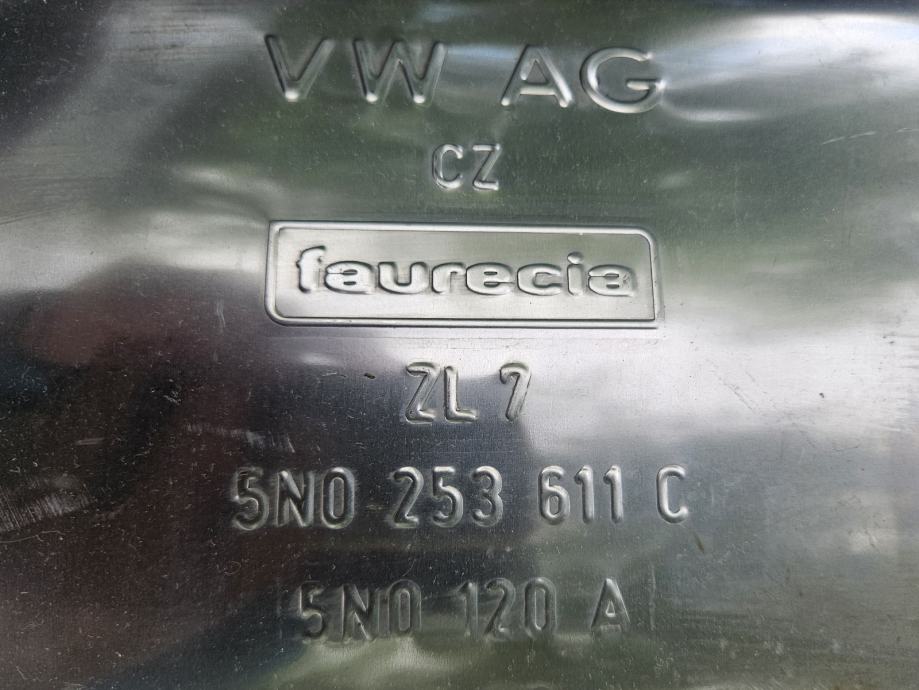 VW AG
CZ
faurecia
ZL 7
5N0 253 611 C
5N0 120 A